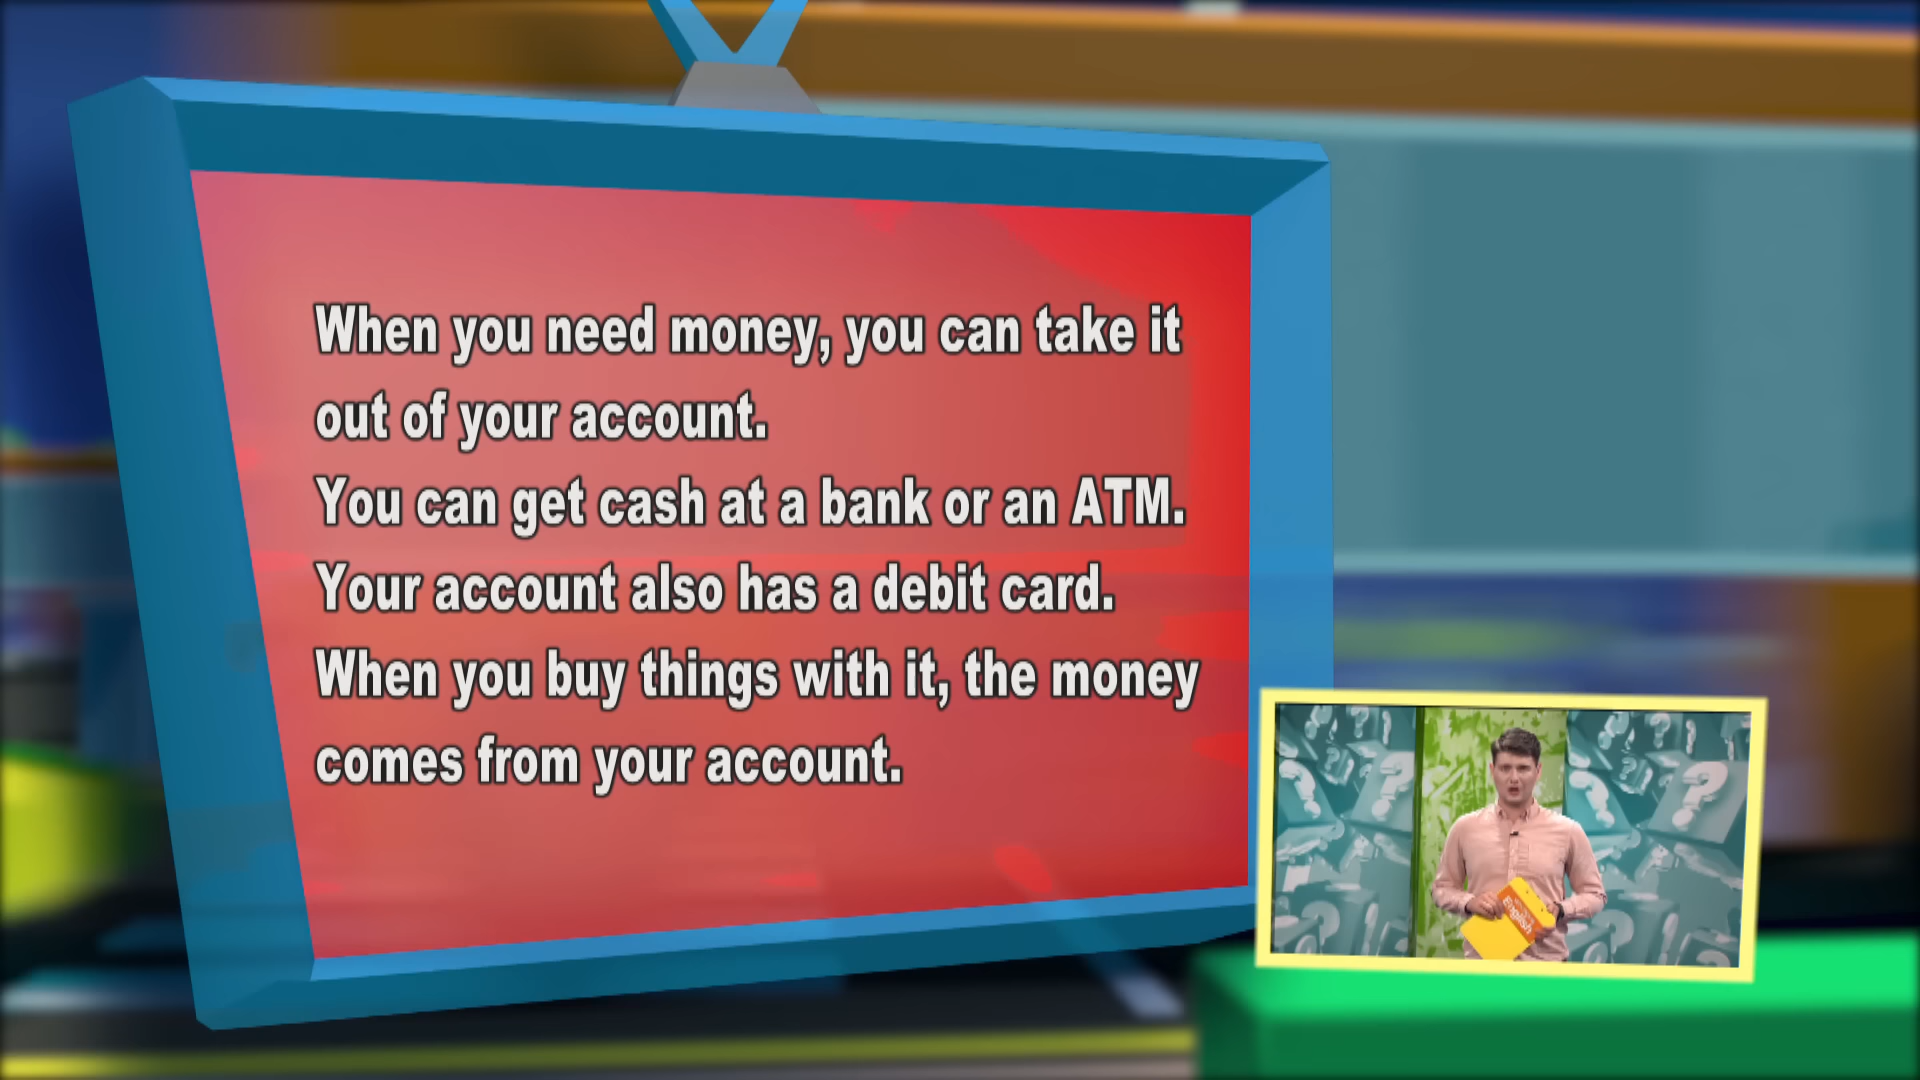 When you need money, you can take it
out of your account.
You can get cash at a bank or an ATM.
Your account also has a debit card.
When you buy things with it, the money
comes from your account.
English